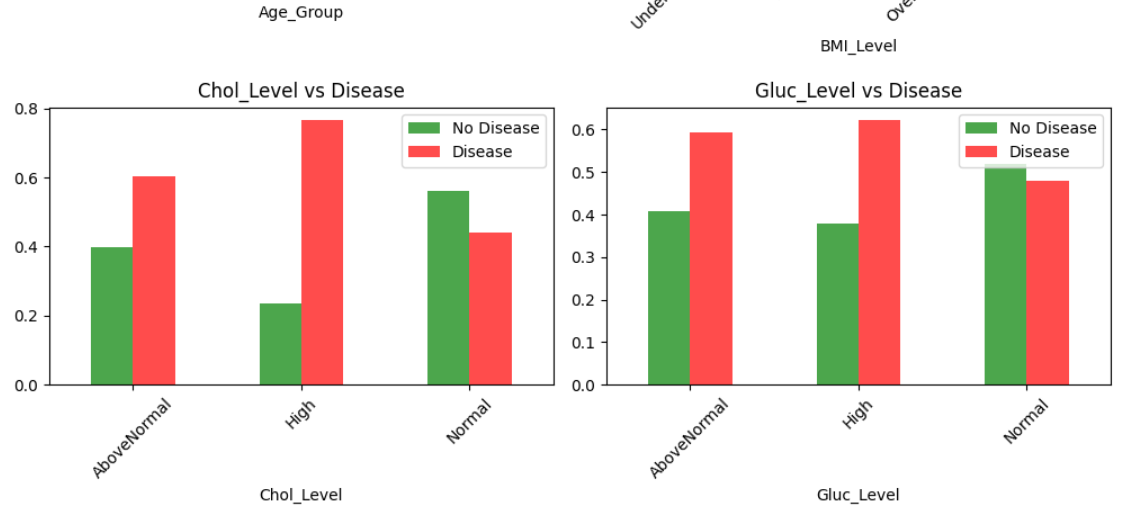 Age_Group
Unde
Ove
BMI_Level
Chol_Level vs Disease
0.8
0.6
0.4
0.2
0.0
No Disease
Disease
AboveNormal
High
Normal
Chol_Level
Gluc_Level vs Disease
0.6
0.5
0.4
0.3
0.2
0.1
0.0
No Disease
Disease
AboveNormal
High
Normal
Gluc_Level